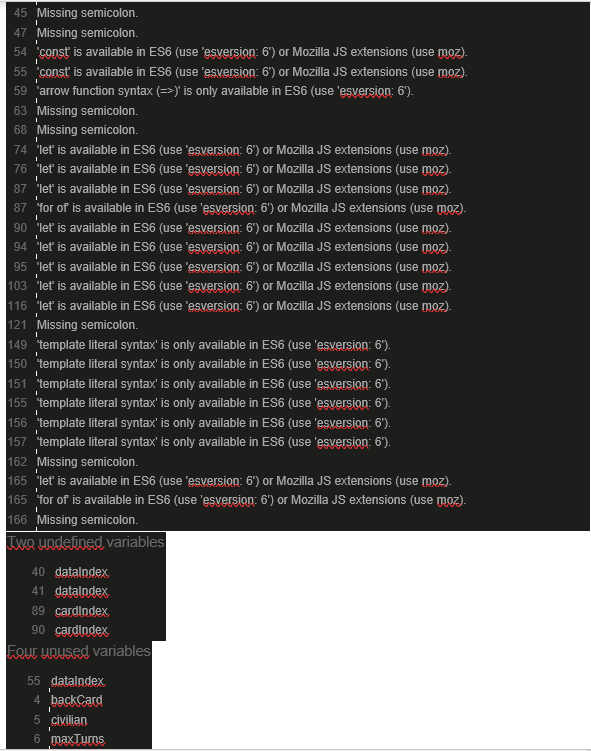 45 Missing semicolon.
47 Missing semicolon.
54 'const' is available in ES6 (use 'esversion: 6') or Mozilla JS extensions (use moz).
55 'const' is available in ES6 (use 'esversion: 6') or Mozilla JS extensions (use moz).
59 'arrow function syntax (=>)' is only available in ES6 (use 'esversion: 6').
63 Missing semicolon.
68 Missing semicolon.
74 'let' is available in ES6 (use 'esversion: 6') or Mozilla JS extensions (use moz).
76 'let' is available in ES6 (use 'esversion: 6') or Mozilla JS extensions (use moz).
87 'let' is available in ES6 (use 'esversion: 6') or Mozilla JS extensions (use moz).
87 'for of' is available in ES6 (use 'esversion: 6') or Mozilla JS extensions (use moz).
90 'let' is available in ES6 (use 'esversion: 6') or Mozilla JS extensions (use moz).
94 'let' is available in ES6 (use 'esversion: 6') or Mozilla JS extensions (use moz).
95 'let' is available in ES6 (use 'esversion: 6') or Mozilla JS extensions (use moz).
103 'let' is available in ES6 (use 'esversion: 6') or Mozilla JS extensions (use moz).
116 'let' is available in ES6 (use 'esversion: 6') or Mozilla JS extensions (use moz).
121 Missing semicolon.
149 'template literal syntax' is only available in ES6 (use 'esversion: 6').
150 'template literal syntax' is only available in ES6 (use 'esversion: 6').
151 'template literal syntax' is only available in ES6 (use 'esversion: 6').
155 'template literal syntax' is only available in ES6 (use 'esversion: 6').
156 'template literal syntax' is only available in ES6 (use 'esversion: 6').
157 'template literal syntax' is only available in ES6 (use 'esversion: 6').
162 Missing semicolon.
165 'let' is available in ES6 (use 'esversion: 6') or Mozilla JS extensions (use moz).
165 'for of' is available in ES6 (use 'esversion: 6') or Mozilla JS extensions (use moz).
166 Missing semicolon.
Two undefined variables
40 dataIndex
41 dataIndex
89 cardIndex
90 cardIndex
Four unused variables
55 dataIndex
4 backCard
5 civilian
6 maxTurns